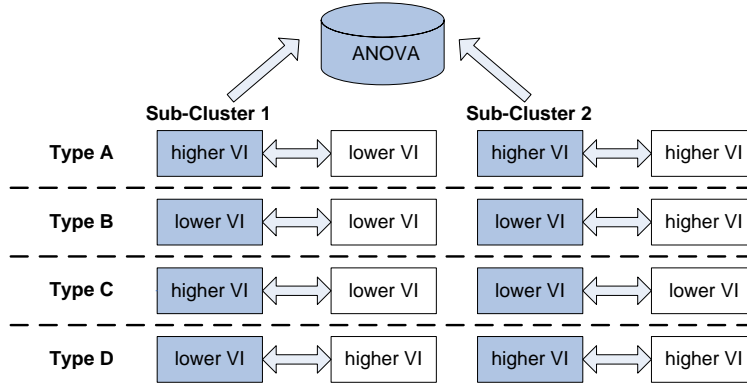 ANOVA
Sub-Cluster 1 Sub-Cluster 2
Type A higher VI lower VI higher VI higher VI
Type B lower VI lower VI lower VI higher VI
Type C higher VI lower VI lower VI lower VI
Type D lower VI higher VI higher VI higher VI